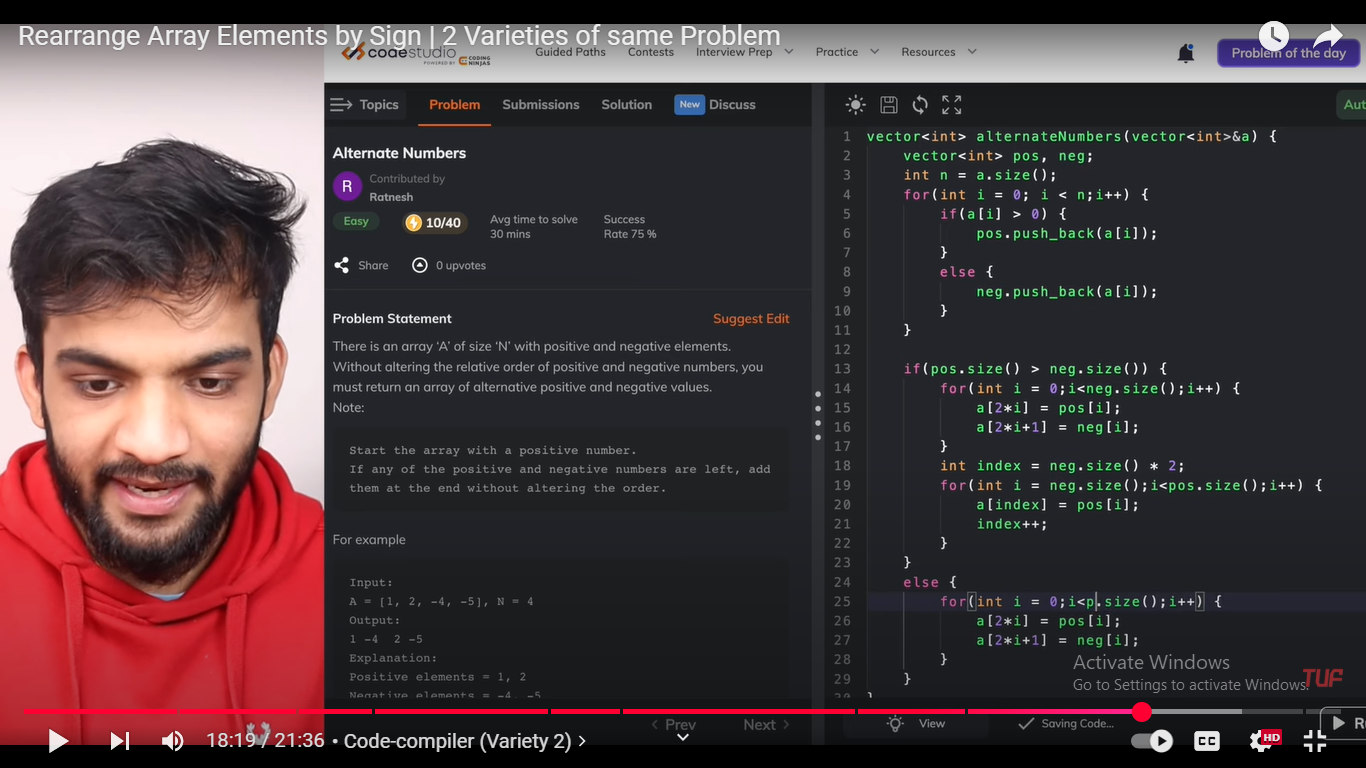 Rearrange Array Elements by Sign | 2 Varieties of same Problem
codestudio
POWERED BY CODING NINJAS
Guided Paths Contests Interview Prep Practice Resources
Problem of the day
Topics Problem Submissions Solution New Discuss
Alternate Numbers
R
Contributed by
Ratnesh
Easy 10/40
Avg time to solve
30 mins
Success
Rate 75 %
Share 0 upvotes
Problem Statement Suggest Edit
There is an array ‘A’ of size ‘N’ with positive and negative elements.
Without altering the relative order of positive and negative numbers, you
must return an array of alternative positive and negative values.
Note:
Start the array with a positive number.
If any of the positive and negative numbers are left, add
them at the end without altering the order.
For example
Input:
A = [1, 2, -4, -5], N = 4
Output:
1 -4  2 -5
Explanation:
Positive elements = 1, 2
Negative elements = -4, -5
Prev Next
Aut
1 vector<int> alternateNumbers(vector<int>&a) {
2 vector<int> pos, neg;
3 int n = a.size();
4 for(int i = 0; i < n;i++) {
5 if(a[i] > 0) {
6 pos.push_back(a[i]);
7 }
8 else {
9 neg.push_back(a[i]);
10 }
11 }
12
13 if(pos.size() > neg.size()) {
14 for(int i = 0;i<neg.size();i++) {
15 a[2*i] = pos[i];
16 a[2*i+1] = neg[i];
17 }
18 int index = neg.size() * 2;
19 for(int i = neg.size();i<pos.size();i++) {
20 a[index] = pos[i];
21 index++;
22 }
23 }
24 else {
25 for(int i = 0;i<p.size();i++) {
26 a[2*i] = pos[i];
27 a[2*i+1] = neg[i];
28 }
29 }
30 }
Activate Windows
Go to Settings to activate Windows.
TUF
View Saving Code...
18:19 / 21:36 • Code-compiler (Variety 2)
CC HD